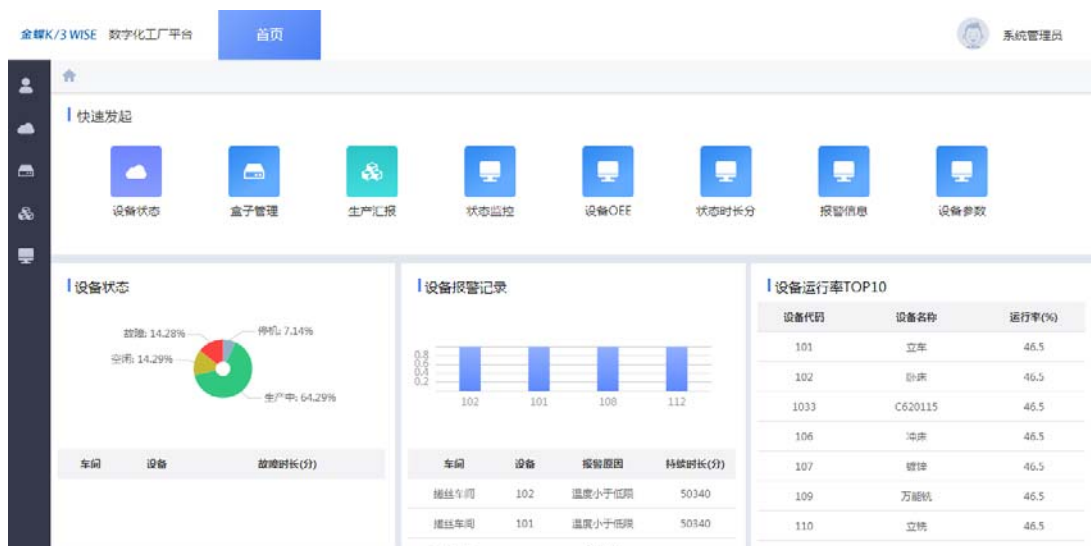 金蝶K/3 WISE 数字化工厂平台 首页 系统管理员
快速发起
设备状态 盒子管理 生产汇报 状态监控 设备OEE 状态时长分 报警信息 设备参数
设备状态
故障: 14.28%
停机: 7.14%
空闲: 14.29%
生产中: 64.29%
车间 设备 故障时长(分)
设备报警记录
0.8
0.6
0.4
0.2
102 101 108 112
车间 设备 报警原因 持续时长(分)
缝丝车间 102 温度小于低限 50340
缝丝车间 101 温度小于低限 50340
设备运行率TOP10
设备代码 设备名称 运行率(%)
101 立车 46.5
102 卧床 46.5
1033 C620115 46.5
106 冲床 46.5
107 46.5
109 万能铣 46.5
110 立铣 46.5